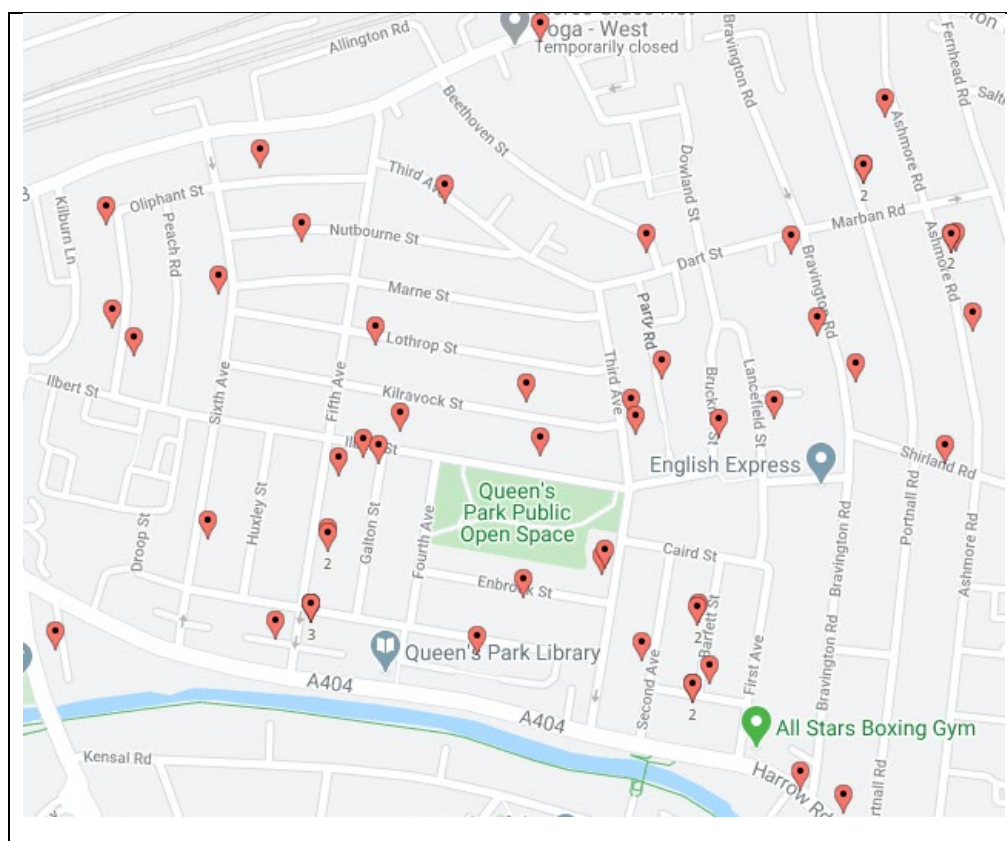 Yoga - West
Temporarily closed
Allington Rd
Bravington Rd
Fernhead Rd
Beethoven St
Ashmore Rd
Third Av
Dowland St
Kilburn Ln
Oliphant St
Peach Rd
Nutbourne St
Marban Rd
Dart St
Ashmore Rd
Marne St
Parry Rd
Bravington Rd
Lothrop St
Third Ave
Sixth Ave
Fifth Ave
Ilbert St
Kilravock St
Lancefield St
Shirland Rd
English Express
Queen's
Park Public
Open Space
Huxley St
Galton St
Fourth Ave
Droop St
Portnall Rd
Bravington Rd
Caird St
Ashmore Rd
2
2
2
Enbrook St
Barrett St
2
3
Queen's Park Library
Second Ave
First Ave
Bravington Rd
A404
2
A404
All Stars Boxing Gym
Kensal Rd
Harrow Rd
rtnall Rd